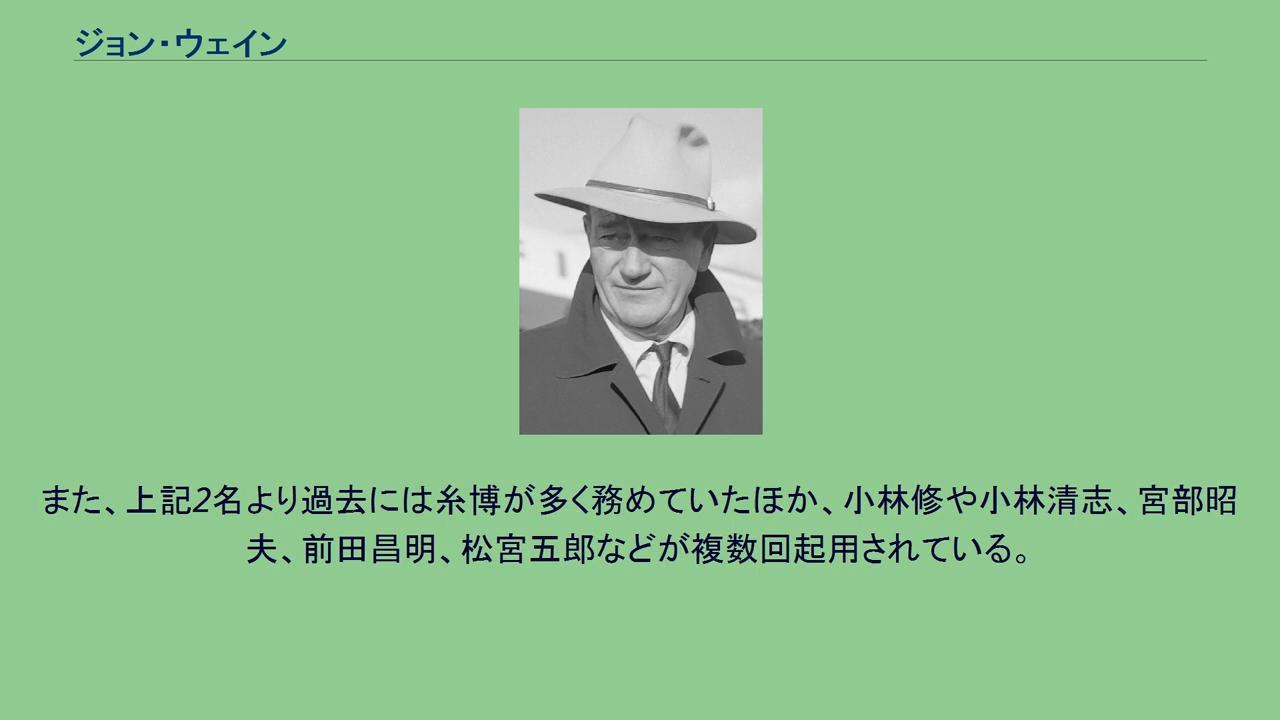 ジョン・ウェイン
また、上記2名より過去には糸博が多く務めていたほか、小林修や小林清志、宮部昭
夫、前田昌明、松宮五郎などが複数回起用されている。